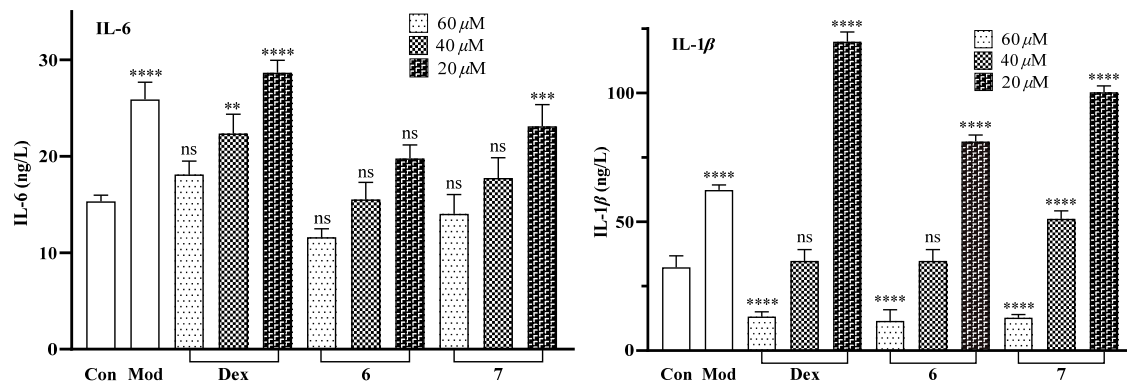 IL-6
60 μM
40 μM
20 μM
IL-6 (ng/L)
30
20
10
0
****
ns
**
****
ns
ns
ns
ns
ns
***
Con Mod Dex 6 7
IL-1β
60 μM
40 μM
20 μM
IL-1β (ng/L)
100
50
0
****
****
ns
****
****
ns
****
****
****
****
Con Mod Dex 6 7